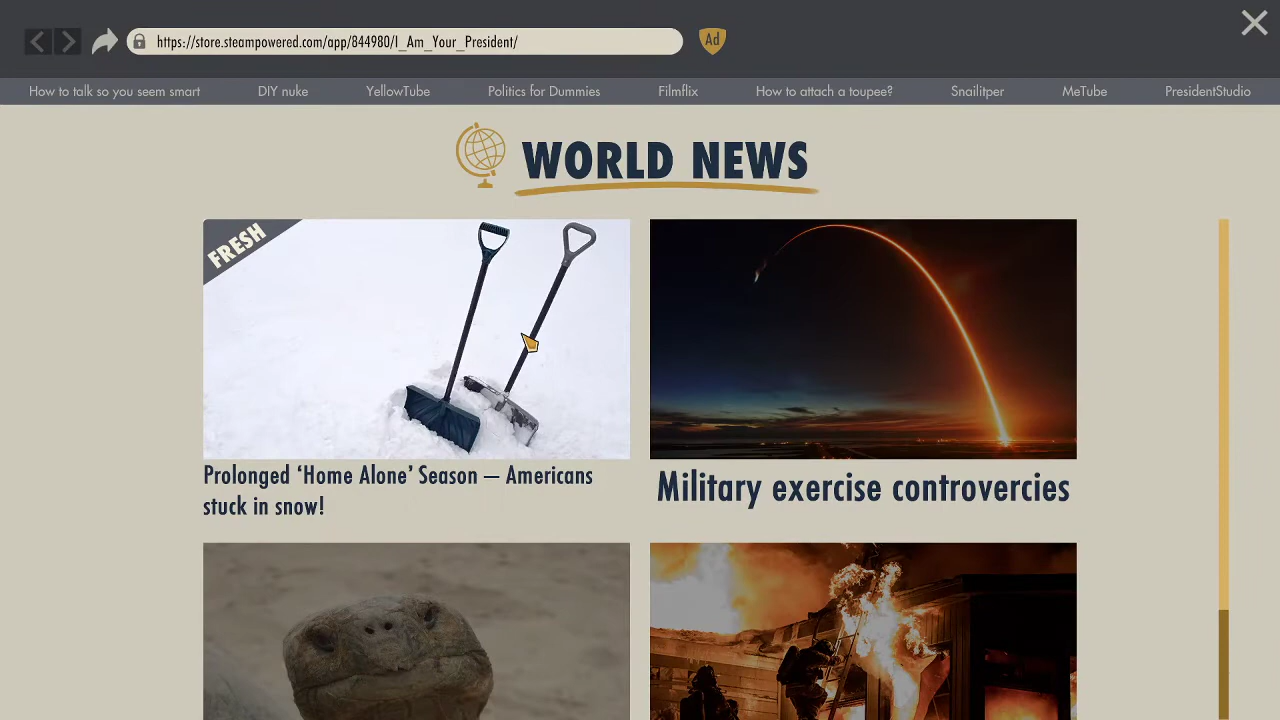 https://store.steampowered.com/app/844980/I_Am_Your_President/
Ad
How to talk so you seem smart
DIY nuke
YellowTube
Politics for Dummies
Filmflix
How to attach a toupee?
Snailitper
MeTube
PresidentStudio
WORLD NEWS
FRESH
Prolonged ‘Home Alone’ Season – Americans
stuck in snow!
Military exercise controvercies